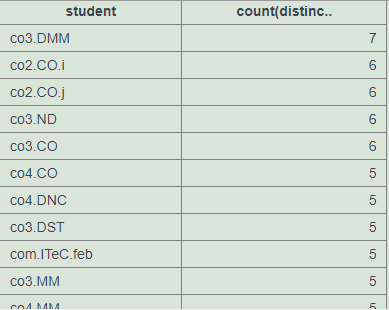 student count(distinc..
co3.DMM 7
co2.CO.i 6
co2.CO.j 6
co3.ND 6
co3.CO 6
co4.CO 5
co4.DNC 5
co3.DST 5
com.ITeC.feb 5
co3.MM 5
co4.MM 5